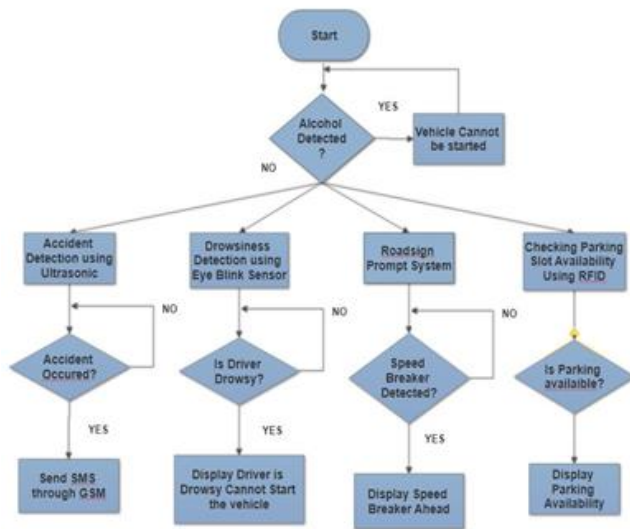 Start
Alcohol
Detected
?
YES
Vehicle Cannot
be started
NO
Accident
Detection using
Ultrasonic
Drowsiness
Detection using
Eye Blink Sensor
Roadsign
Prompt System
Checking Parking
Slot Availability
Using RFID
NO
NO
NO
Accident
Occured?
Is Driver
Drowsy?
Speed
Breaker
Detected?
Is Parking
available?
YES
YES
YES
Send SMS
through GSM
Display Driver is
Drowsy Cannot Start
the vehicle
Display Speed
Breaker Ahead
Display
Parking
Availability